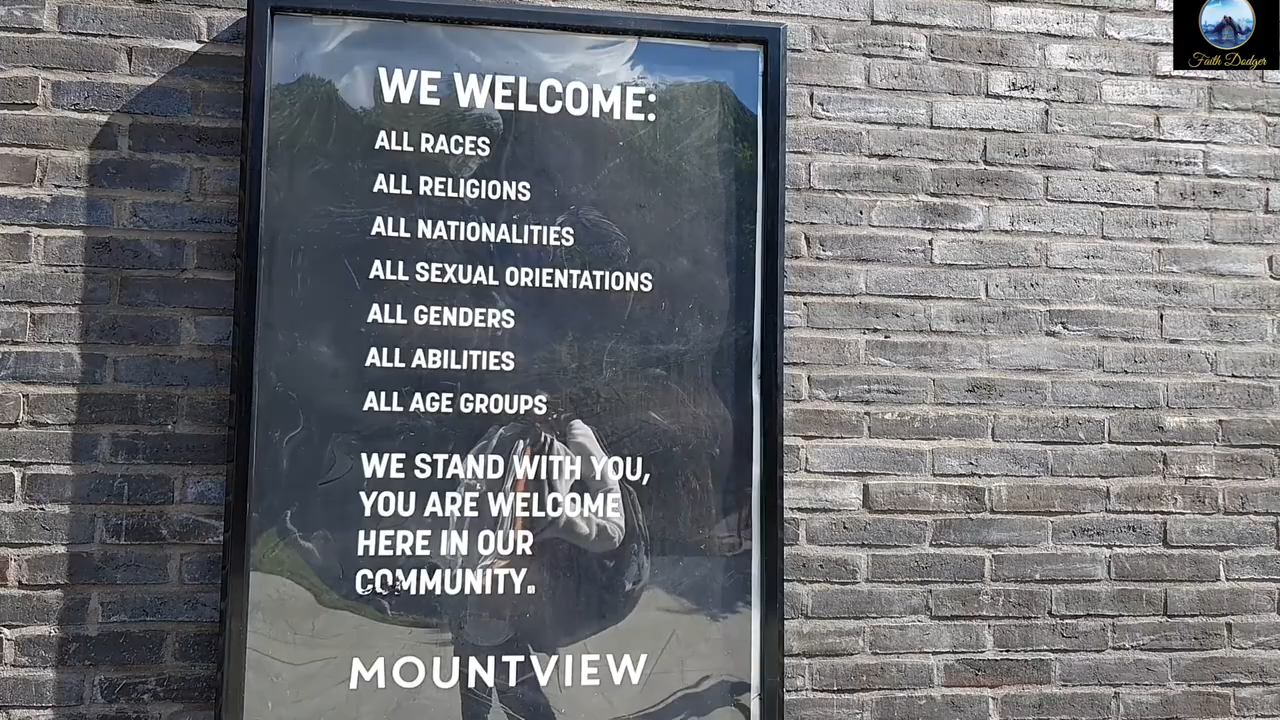 WE WELCOME:
ALL RACES
ALL RELIGIONS
ALL NATIONALITIES
ALL SEXUAL ORIENTATIONS
ALL GENDERS
ALL ABILITIES
ALL AGE GROUPS
WE STAND WITH YOU,
YOU ARE WELCOME
HERE IN OUR
COMMUNITY.
MOUNTVIEW
Faith Dodger